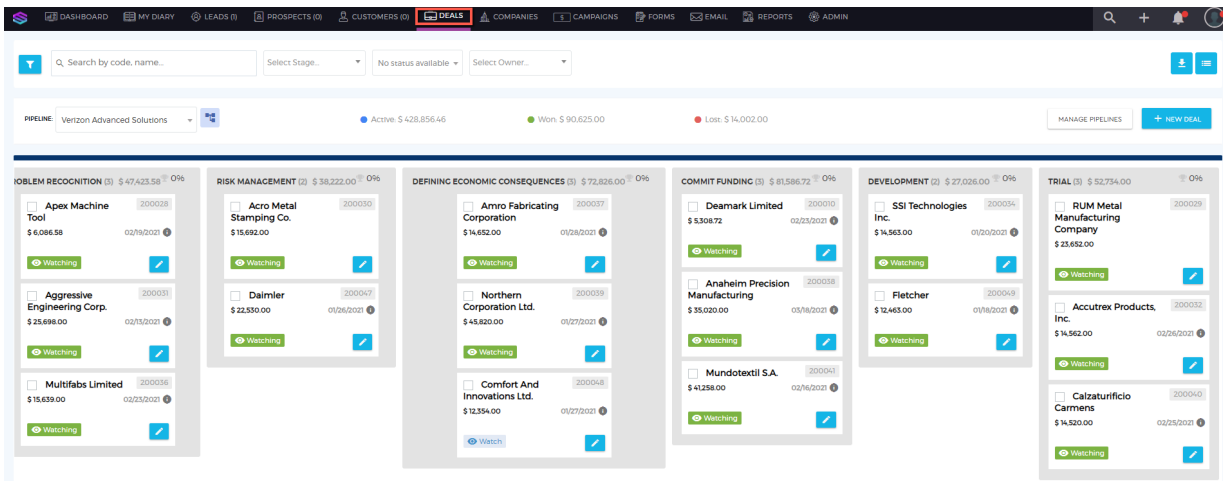 DASHBOARD MY DIARY LEADS (1) PROSPECTS (0) CUSTOMERS (0) DEALS COMPANIES $ CAMPAIGNS FORMS EMAIL REPORTS ADMIN
Search by code, name... Select Stage... No status available Select Owner...
PIPELINE: Verizon Advanced Solutions Active: $ 428,856.46 Won: $ 90,625.00 Lost: $ 14,002.00 MANAGE PIPELINES + NEW DEAL
OBLEM RECOGNITION (3) $ 47,423.58 0%
Apex Machine Tool 200028
$ 6,086.58 02/19/2021
Watching
Aggressive Engineering Corp. 200031
$ 25,698.00 02/13/2021
Watching
Multifabs Limited 200036
$ 15,639.00 02/23/2021
Watching
RISK MANAGEMENT (2) $ 38,222.00 0%
Acro Metal Stamping Co. 200030
$ 15,692.00
Watching
Daimler 200047
$ 22,530.00 01/26/2021
Watching
DEFINING ECONOMIC CONSEQUENCES (3) $ 72,826.00 0%
Amro Fabricating Corporation 200037
$ 14,652.00 01/28/2021
Watching
Northern Corporation Ltd. 200039
$ 45,820.00 01/27/2021
Watching
Comfort And Innovations Ltd. 200048
$ 12,354.00 01/27/2021
Watch
COMMIT FUNDING (3) $ 81,586.72 0%
Deamark Limited 200010
$ 5,308.72 02/23/2021
Watching
Anaheim Precision Manufacturing 200038
$ 35,020.00 03/18/2021
Watching
Mundotextil S.A. 200041
$ 41,258.00 02/16/2021
Watching
DEVELOPMENT (2) $ 27,026.00 0%
SSI Technologies Inc. 200034
$ 14,563.00 01/20/2021
Watching
Fletcher 200049
$ 12,463.00 01/18/2021
Watching
TRIAL (3) $ 52,734.00 0%
RUM Metal Manufacturing Company 200029
$ 23,652.00
Watching
Accutrex Products, Inc. 200032
$ 14,562.00 02/26/2021
Watching
Calzaturificio Carmens 200040
$ 14,520.00 02/25/2021
Watching